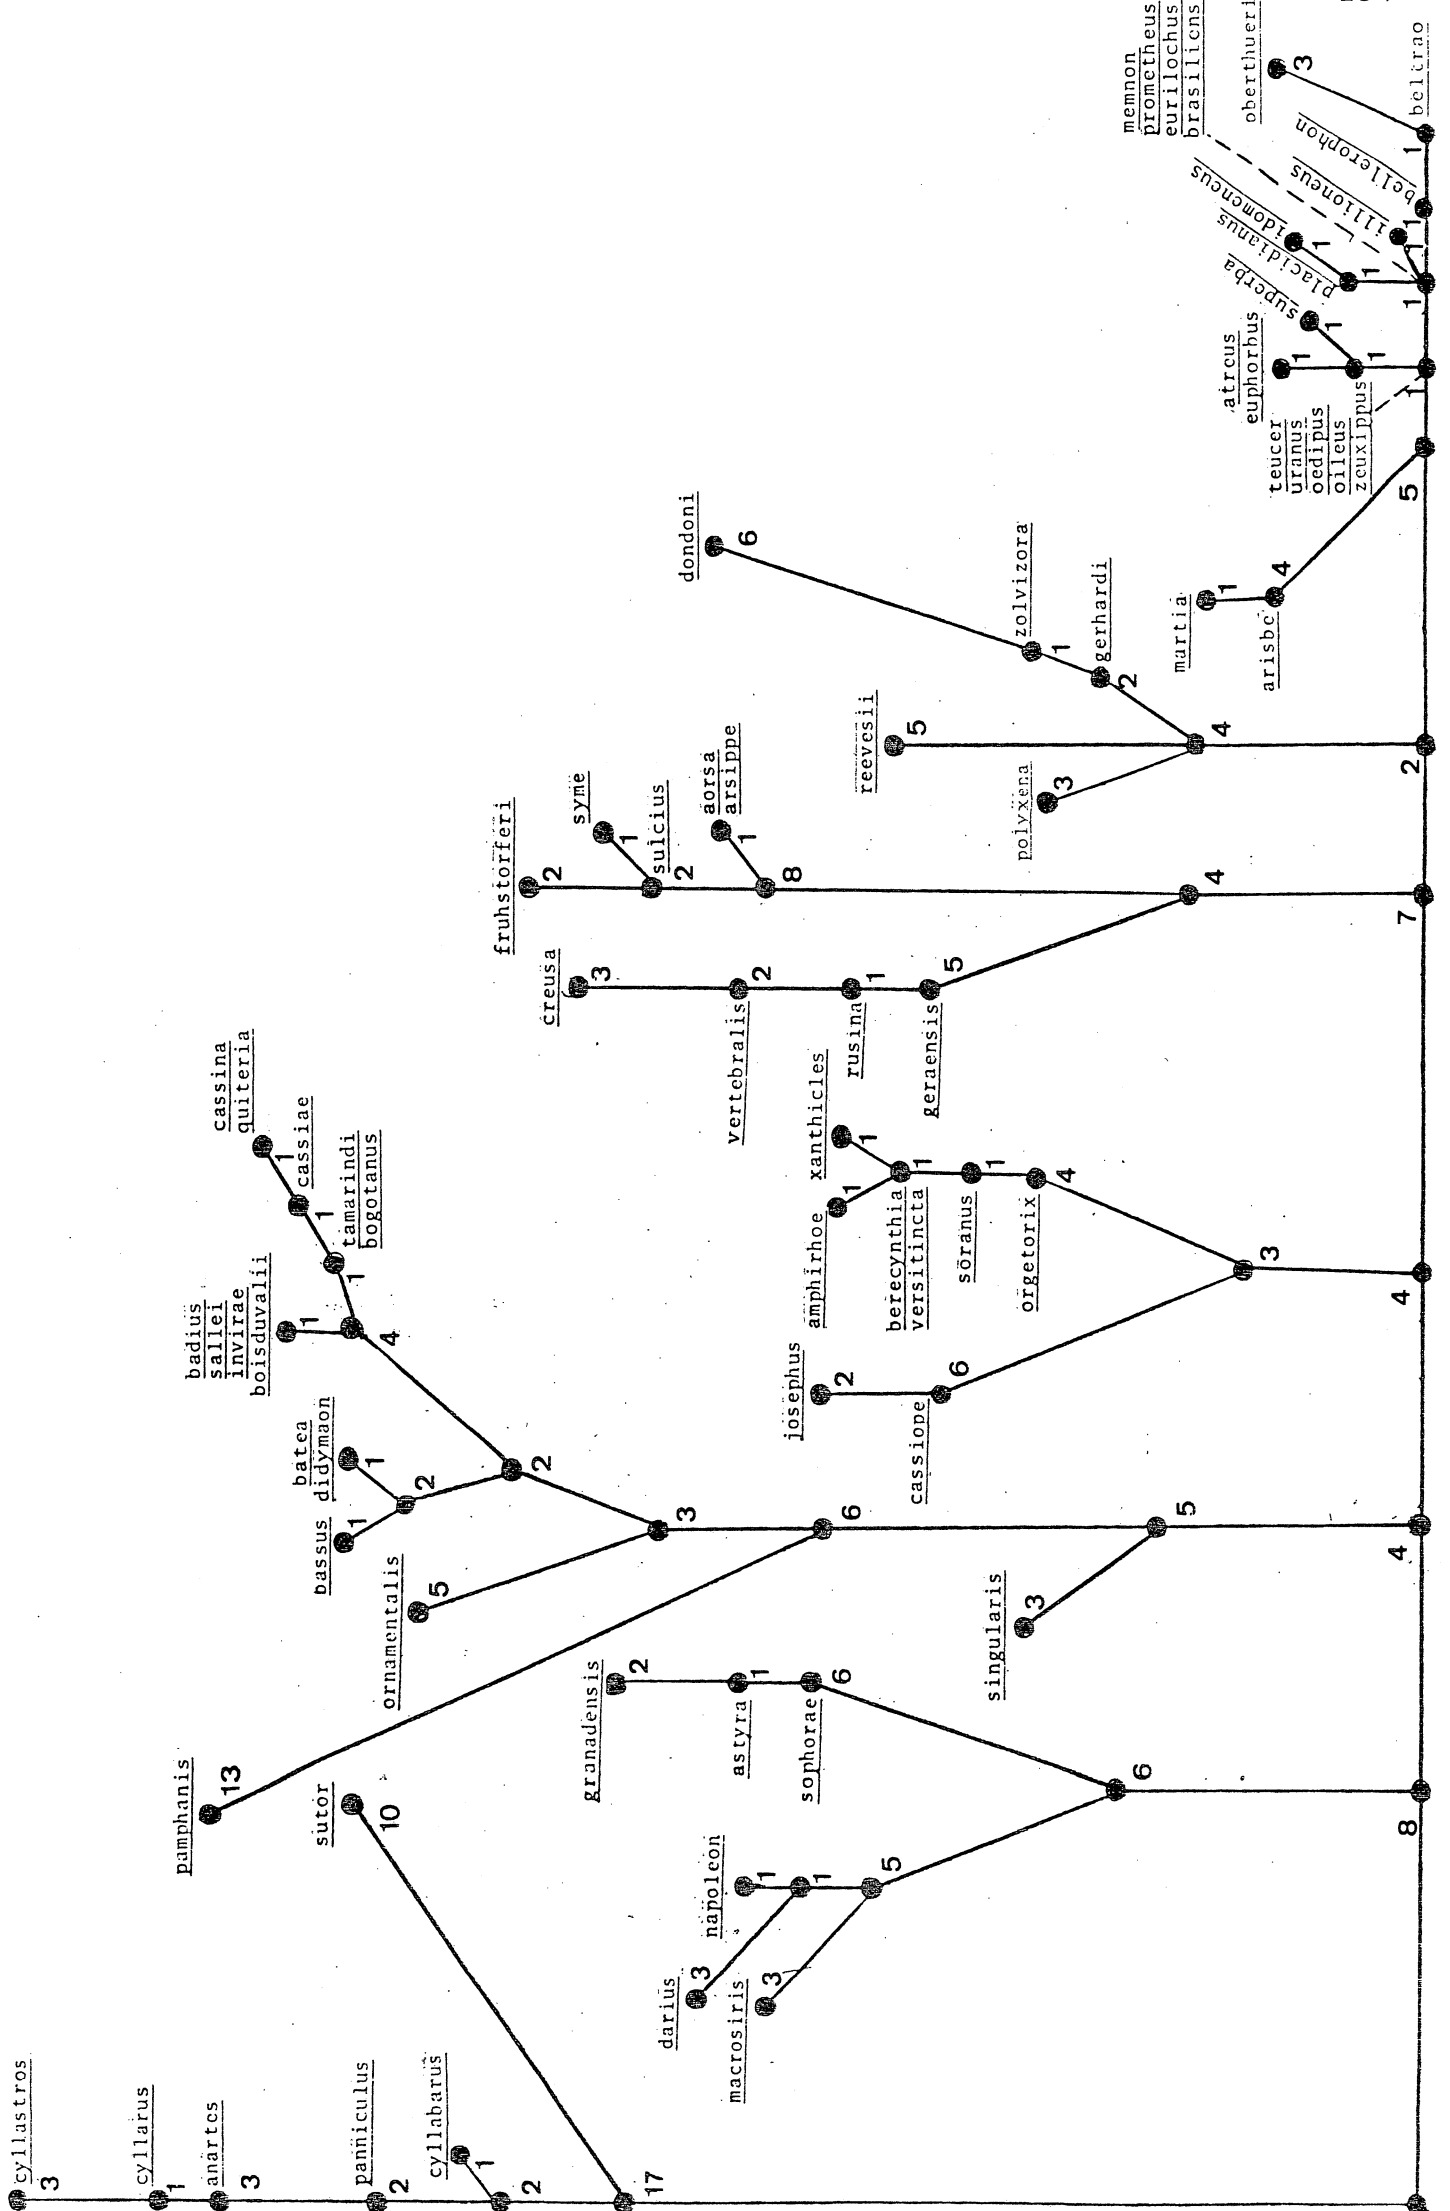 cyllastros
3
cyllarus
1
anartes
3
panniculus
2
cyllabarus
1
2
17
sutor
10
pamphanis
13
darius
3
macrosiris
3
napoleon
1
1
5
granadensis
2
astyra
1
sophorae
6
6
8
ornamentalis
5
bassus
1
batea
didymaon
1
2
badius
sallei
invirae
boisduvalii
1
4
cassina
quiteria
1
cassiae
1
tamarindi
bogotanus
1
2
3
6
singularis
3
5
4
josephus
2
cassiope
6
amphirhoe
1
xanthicles
1
berecynthia
versitincta
1
soranus
1
orgetorix
4
3
4
creusa
3
vertebralis
2
rusina
1
geraensis
5
fruhstorferi
2
syme
1
sulcius
2
aorsa
arsippe
1
8
4
7
polyxena
3
reevesii
5
dondoni
6
zolvizora
1
gerhardi
2
4
2
martia
1
arisbe
4
5
teucer
uranus
oedipus
oileus
zeuxippus
1
atreus
euphorbus
1
superba
1
1
placidianus
1
idomeneus
1
1
memnon
prometheus
eurilochus
brasiliens
illioneus
1
bellerophon
1
oberthueri
3
beltrao
1